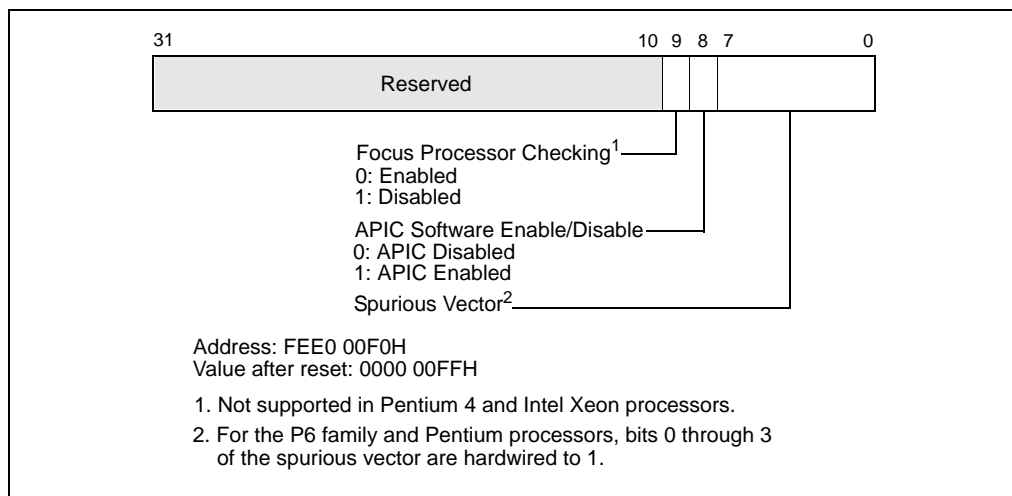 31 10 9 8 7 0
Reserved
Focus Processor Checking1
0: Enabled
1: Disabled
APIC Software Enable/Disable
0: APIC Disabled
1: APIC Enabled
Spurious Vector2
Address: FEE0 00F0H
Value after reset: 0000 00FFH
1. Not supported in Pentium 4 and Intel Xeon processors.
2. For the P6 family and Pentium processors, bits 0 through 3
of the spurious vector are hardwired to 1.